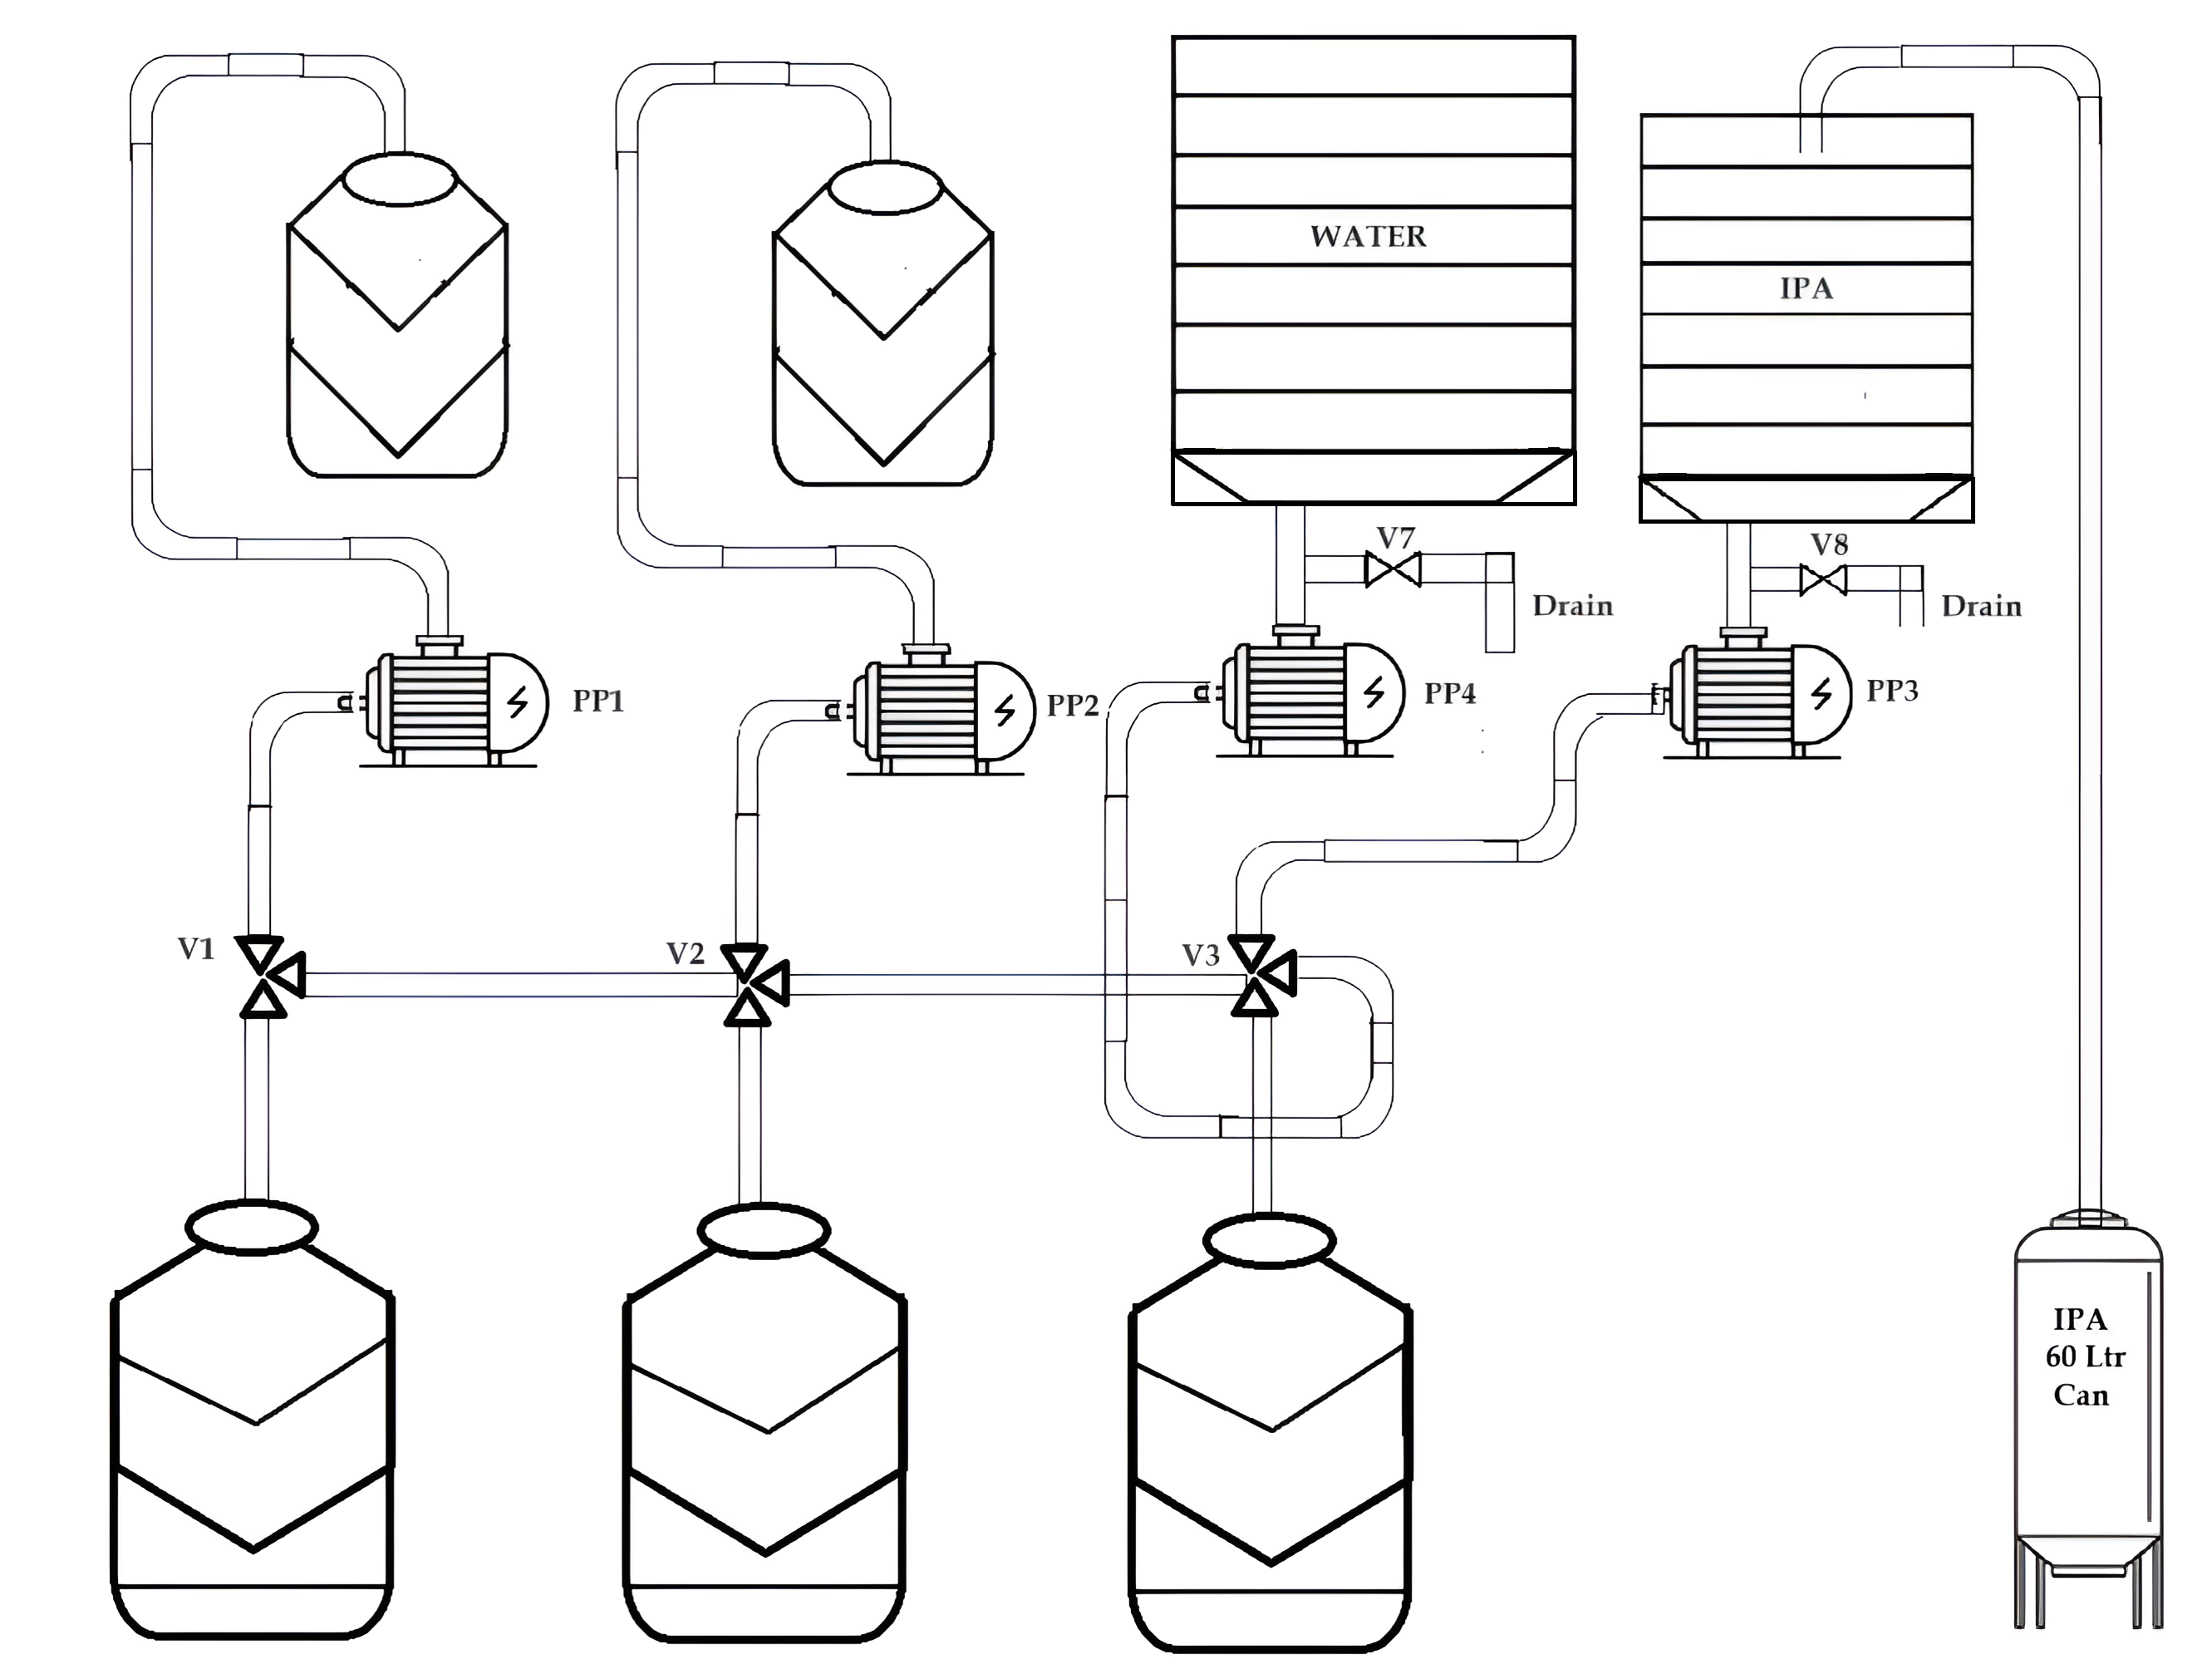 WATER
IPA
V7
V8
Drain
Drain
PP1
PP2
PP4
PP3
V1
V2
V3
IPA
60 Ltr
Can